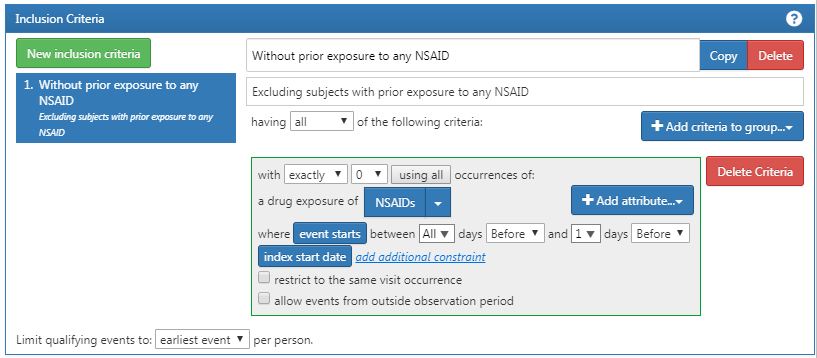 Inclusion Criteria ?
New inclusion criteria
1. Without prior exposure to any
NSAID
Excluding subjects with prior exposure to any
NSAID
Without prior exposure to any NSAID Copy Delete
Excluding subjects with prior exposure to any NSAID
having all of the following criteria: + Add criteria to group...
with exactly 0 using all occurrences of: Delete Criteria
a drug exposure of NSAIDs + Add attribute...
where event starts between All days Before and 1 days Before
index start date add additional constraint
restrict to the same visit occurrence
allow events from outside observation period
Limit qualifying events to: earliest event per person.